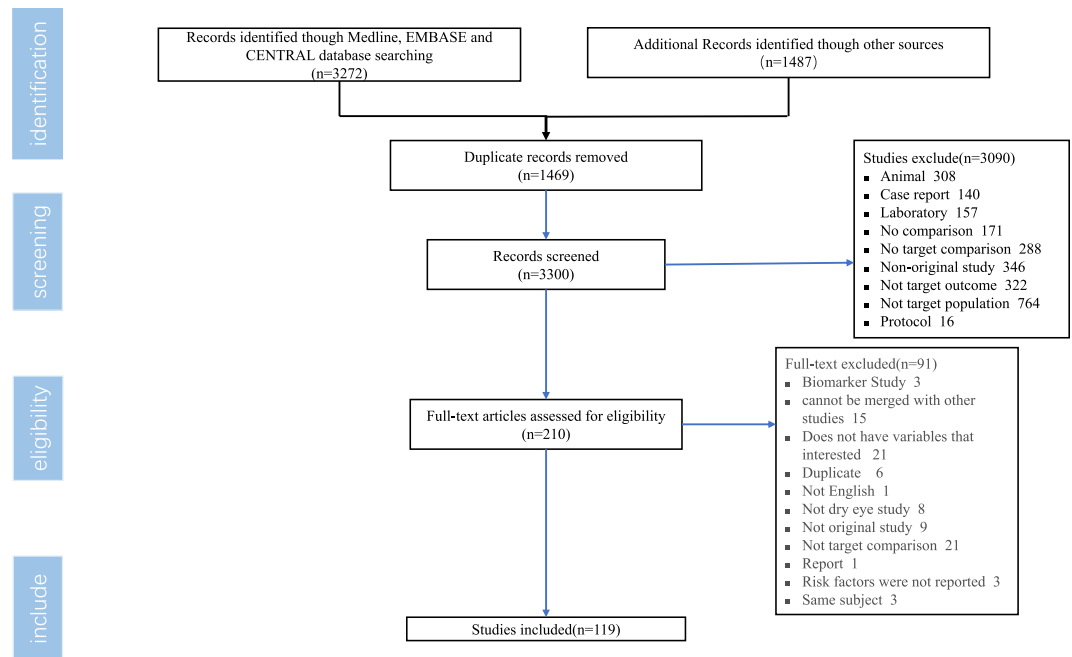 identification
Records identified though Medline, EMBASE and
CENTRAL database searching
(n=3272)
Additional Records identified though other sources
(n=1487)
Duplicate records removed
(n=1469)
screening
Records screened
(n=3300)
Studies exclude(n=3090)
▪ Animal 308
▪ Case report 140
▪ Laboratory 157
▪ No comparison 171
▪ No target comparison 288
▪ Non-original study 346
▪ Not target outcome 322
▪ Not target population 764
▪ Protocol 16
eligibility
Full-text articles assessed for eligibility
(n=210)
Full-text excluded(n=91)
▪ Biomarker Study 3
▪ cannot be merged with other
studies 15
▪ Does not have variables that
interested 21
▪ Duplicate 6
▪ Not English 1
▪ Not dry eye study 8
▪ Not original study 9
▪ Not target comparison 21
▪ Report 1
▪ Risk factors were not reported 3
▪ Same subject 3
include
Studies included(n=119)